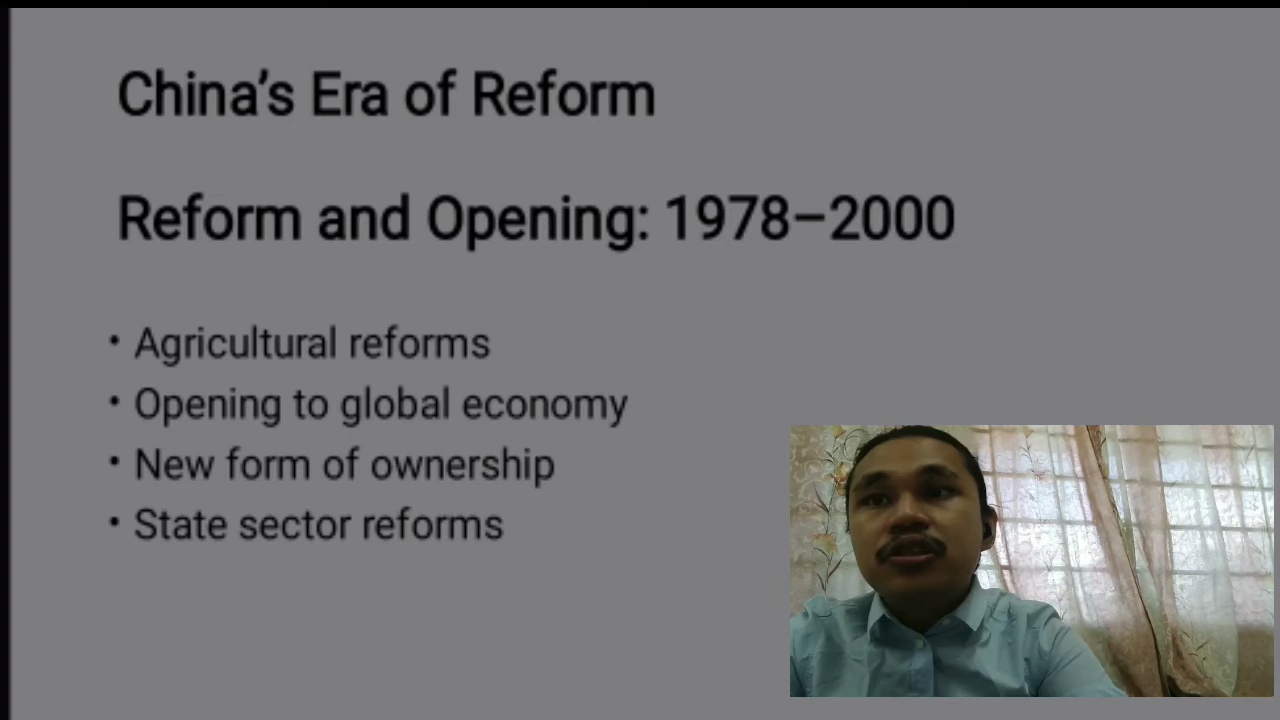 China’s Era of Reform
Reform and Opening: 1978–2000
• Agricultural reforms
• Opening to global economy
• New form of ownership
• State sector reforms